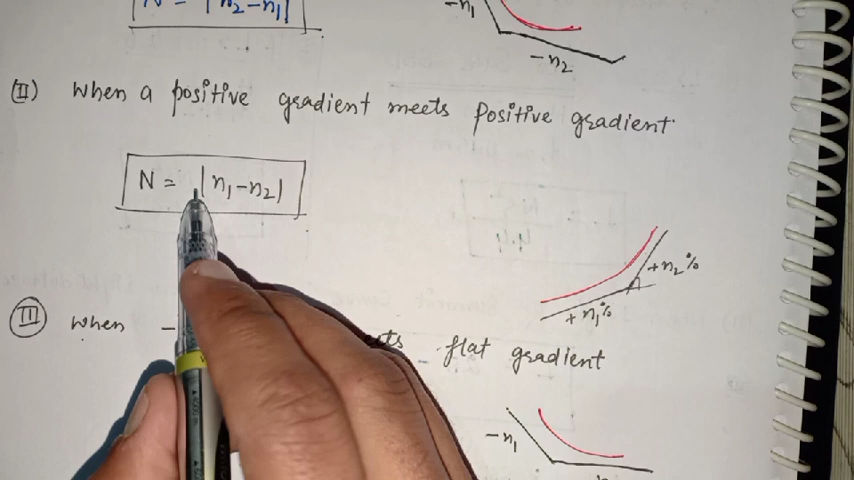 N = |n2-n1|
-n1
-n2
(II) When a positive gradient meets positive gradient
N = |n1-n2|
+n2%
+n1%
(III) when - flat gradient
-n1